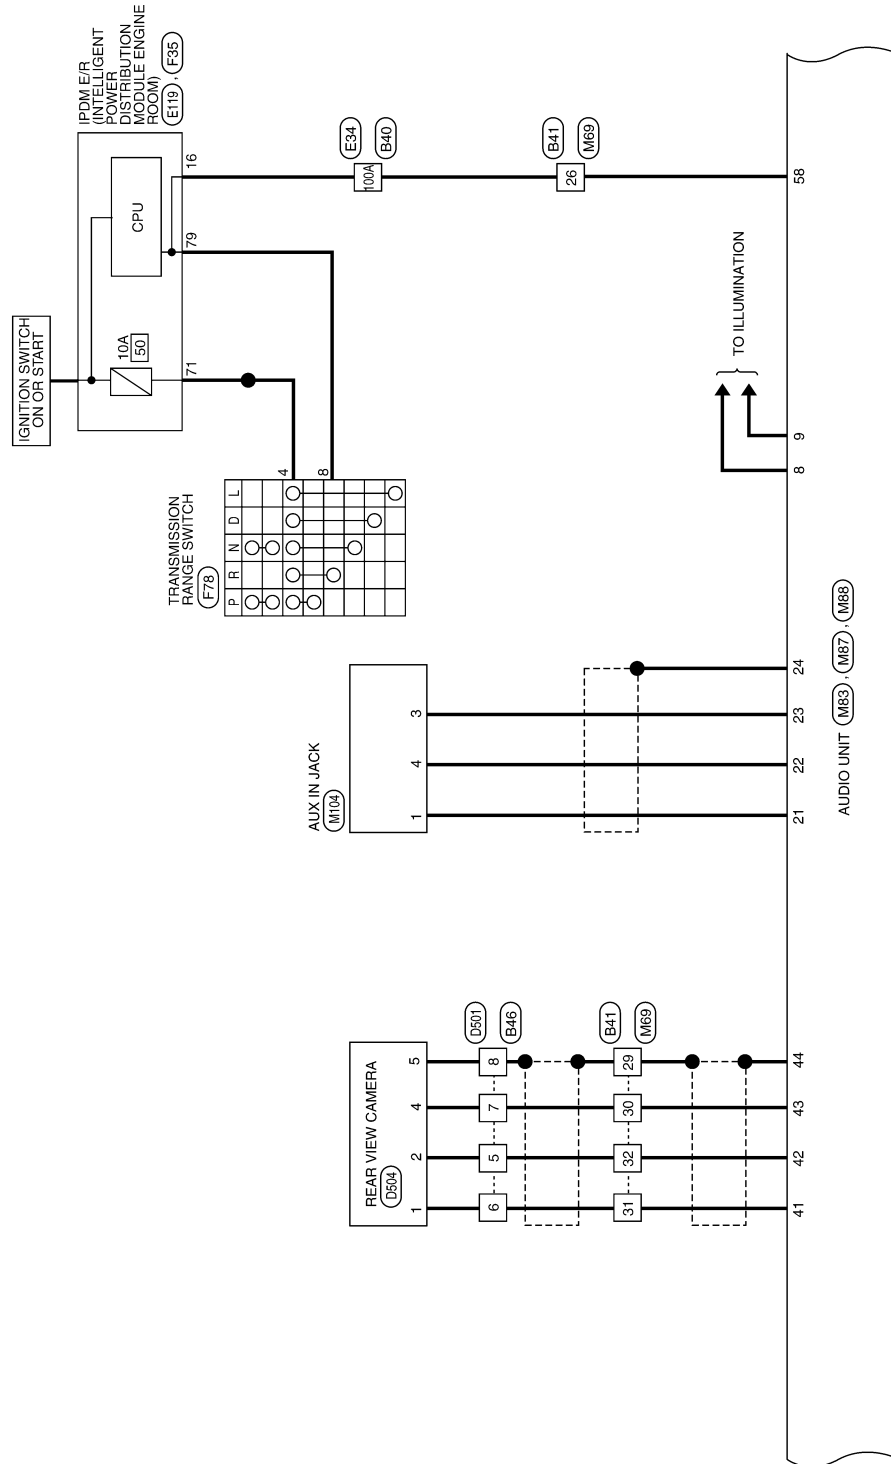 IGNITION SWITCH
ON OR START
IPDM E/R
(INTELLIGENT
POWER
DISTRIBUTION
MODULE ENGINE
ROOM)
E119 , F35
CPU
10A
50
71
79
16
TRANSMISSION
RANGE SWITCH
F78
P R N D L
4
8
100A
E34
B40
26
B41
M69
TO ILLUMINATION
AUX IN JACK
M104
1 4 3
REAR VIEW CAMERA
D504
1 2 4 5
6 5 7 8
D501
B46
31 32 30 29
B41
M69
41 42 43 44 21 22 23 24 8 9 58
AUDIO UNIT M83 , M87 , M88